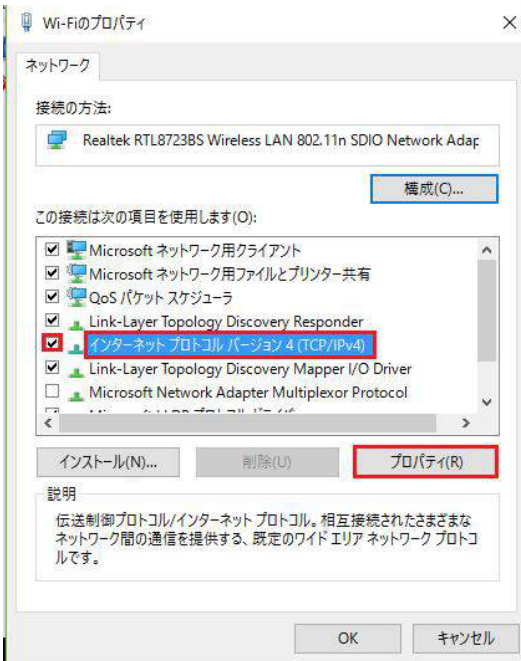 Wi-Fiのプロパティ
ネットワーク
接続の方法:
Realtek RTL8723BS Wireless LAN 802.11n SDIO Network Adap
構成(C)...
この接続は次の項目を使用します(O):
Microsoft ネットワーク用クライアント
Microsoft ネットワーク用ファイルとプリンター共有
QoS パケット スケジューラ
Link-Layer Topology Discovery Responder
インターネット プロトコル バージョン 4 (TCP/IPv4)
Link-Layer Topology Discovery Mapper I/O Driver
Microsoft Network Adapter Multiplexor Protocol
インストール(N)...
削除(U)
プロパティ(R)
説明
伝送制御プロトコル/インターネット プロトコル。相互接続されたさまざまな
ネットワーク間の通信を提供する、既定のワイド エリア ネットワーク プロトコ
ルです。
OK
キャンセル